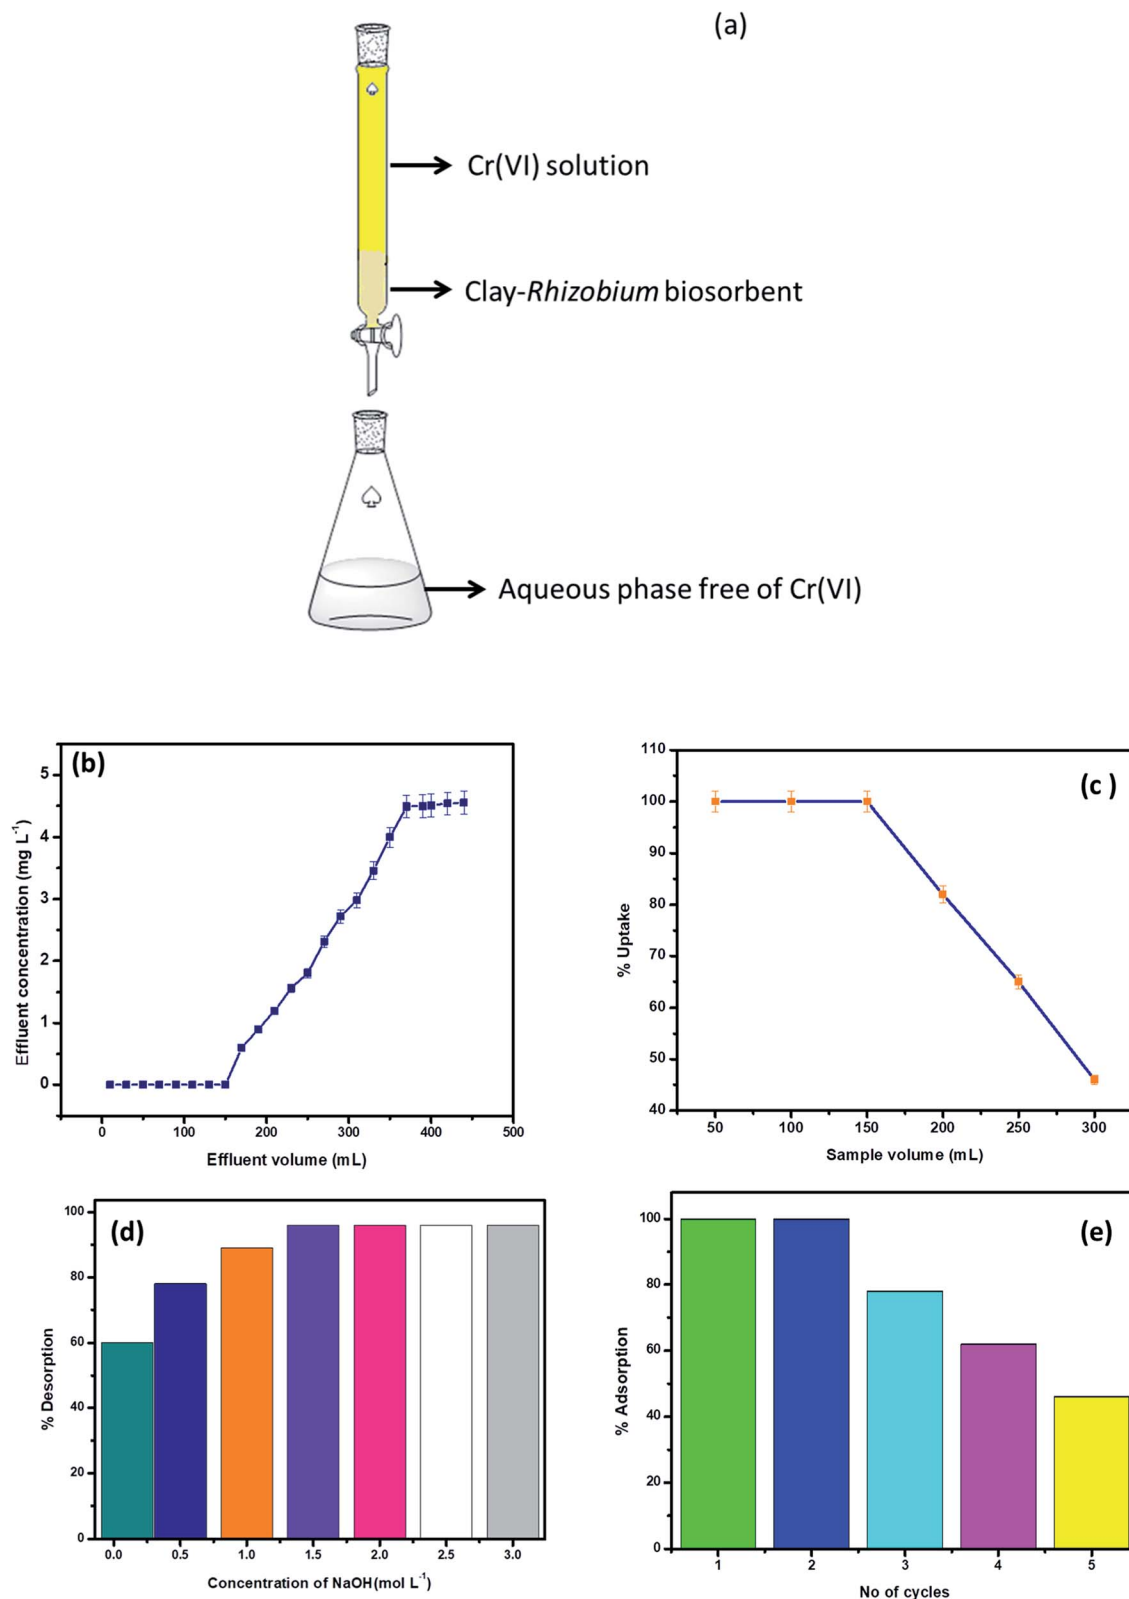 (a)
Cr(VI) solution
Clay-Rhizobium biosorbent
Aqueous phase free of Cr(VI)
(b)
Effluent concentration (mg L⁻¹)
5
4
3
2
1
0
0 100 200 300 400 500
Effluent volume (mL)
(c )
% Uptake
110
100
90
80
70
60
50
40
50 100 150 200 250 300
Sample volume (mL)
(d)
% Desorption
100
80
60
40
20
0
0.0 0.5 1.0 1.5 2.0 2.5 3.0
Concentration of NaOH(mol L⁻¹)
(e)
% Adsorption
100
80
60
40
20
0
1 2 3 4 5
No of cycles